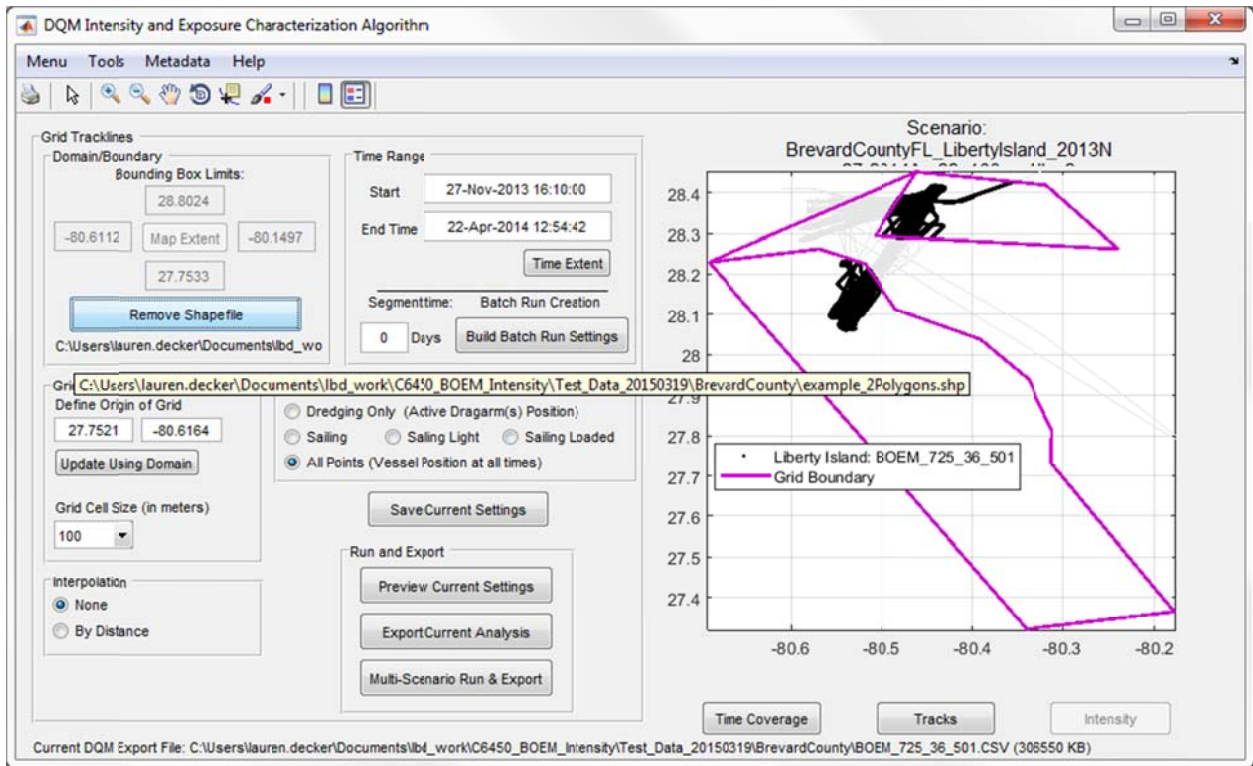 DQM Intensity and Exposure Characterization Algorithm
Menu Tools Metadata Help
Grid Tracklines
Domain/Boundary
Bounding Box Limits:
28.8024
-80.6112 Map Extent -80.1497
27.7533
Remove Shapefile
C:\Users\lauren.decker\Documents\lbd_wo
Time Range
Start 27-Nov-2013 16:10:00
End Time 22-Apr-2014 12:54:42
Time Extent
Segmenttime: Batch Run Creation
0 Days Build Batch Run Settings
C:\Users\lauren.decker\Documents\lbd_work\C6450_BOEM_Intensity\Test_Data_20150319\BrevardCounty\example_2Polygons.shp
Define Origin of Grid
27.7521 -80.6164
Update Using Domain
Grid Cell Size (in meters)
100
Dredging Only (Active Dragarm(s) Position)
Sailing Saling Light Sailing Loaded
All Points (Vessel Position at all times)
Save Current Settings
Interpolation
None
By Distance
Run and Export
Preview Current Settings
Export Current Analysis
Multi-Scenario Run & Export
Scenario:
BrevardCountyFL_LibertyIsland_2013N
28.4
28.3
28.2
28.1
28
27.9
27.8
27.7
27.6
27.5
27.4
-80.6 -80.5 -80.4 -80.3 -80.2
Liberty Island: BOEM_725_36_501
Grid Boundary
Time Coverage Tracks Intensity
Current DQM Export File: C:\Users\lauren.decker\Documents\lbd_work\C6450_BOEM_Intensity\Test_Data_20150319\BrevardCounty\BOEM_725_36_501.CSV (306550 KB)